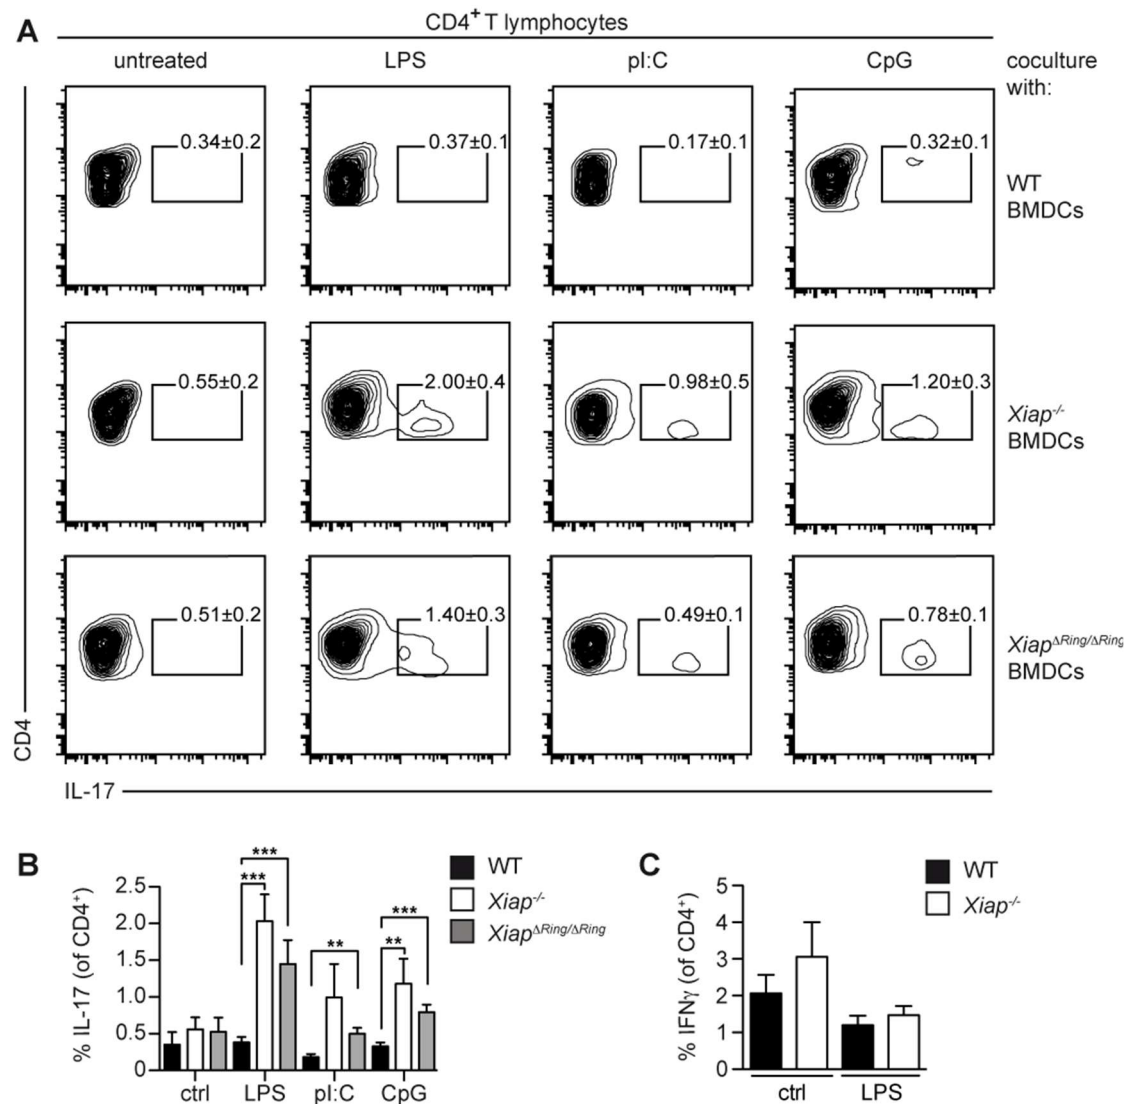 A
CD4⁺ T lymphocytes
untreated LPS pI:C CpG coculture
with:
0.34±0.2 0.37±0.1 0.17±0.1 0.32±0.1
WT
BMDCs
0.55±0.2 2.00±0.4 0.98±0.5 1.20±0.3
Xiap⁻/⁻
BMDCs
0.51±0.2 1.40±0.3 0.49±0.1 0.78±0.1
Xiap^ΔRing/ΔRing
BMDCs
CD4
IL-17
B
% IL-17 (of CD4⁺)
2.5
2.0
1.5
1.0
0.5
0
*** *** ** *** **
ctrl LPS pI:C CpG
WT
Xiap⁻/⁻
Xiap^ΔRing/ΔRing
C
% IFNγ (of CD4⁺)
5
4
3
2
1
0
ctrl LPS
WT
Xiap⁻/⁻